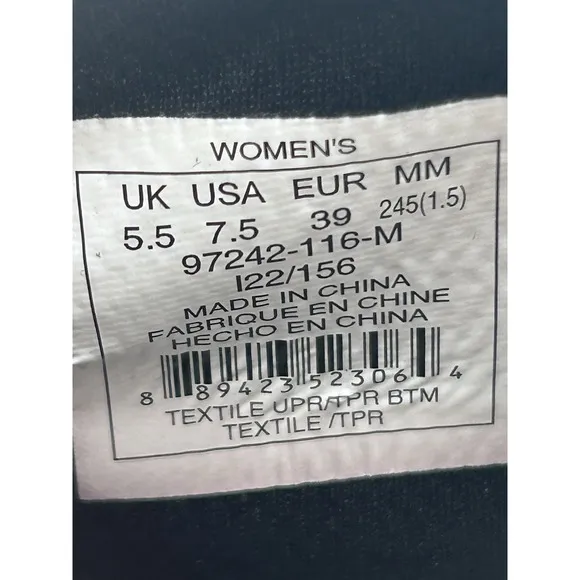 WOMEN'S
UK USA EUR MM
5.5 7.5 39 245(1.5)
97242-116-M
I22/156
MADE IN CHINA
FABRIQUE EN CHINE
HECHO EN CHINA
8 89423 52306 4
TEXTILE UPR/TPR BTM
TEXTILE /TPR